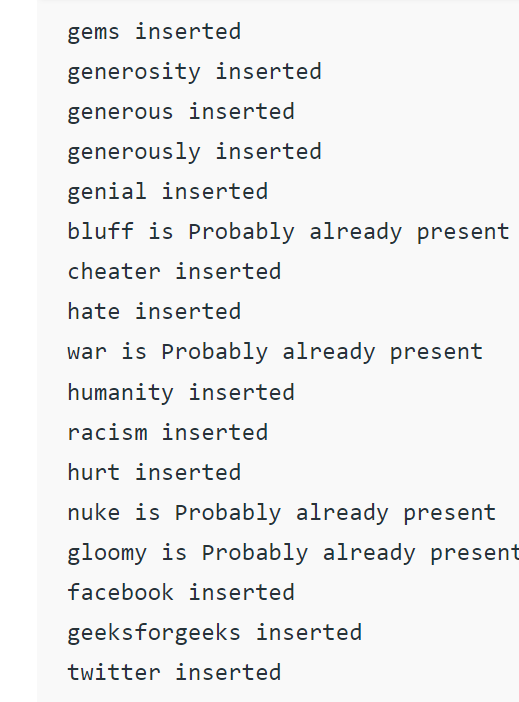 gems inserted
generosity inserted
generous inserted
generously inserted
genial inserted
bluff is Probably already present
cheater inserted
hate inserted
war is Probably already present
humanity inserted
racism inserted
hurt inserted
nuke is Probably already present
gloomy is Probably already present
facebook inserted
geeksforgeeks inserted
twitter inserted